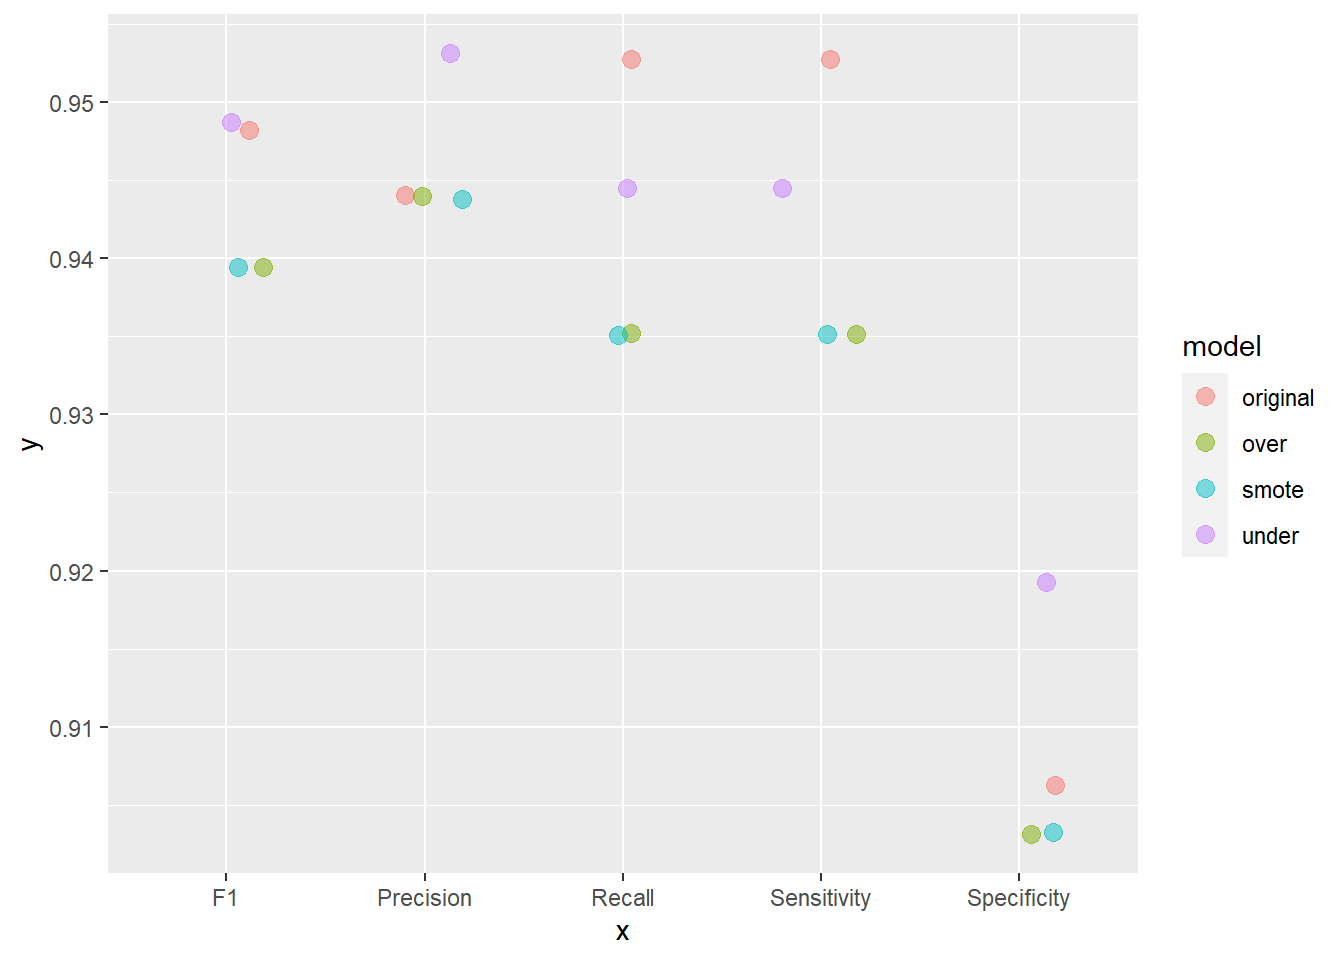 0.95
0.94
0.93
0.92
0.91
y
F1 Precision Recall Sensitivity Specificity
x
model
original
over
smote
under